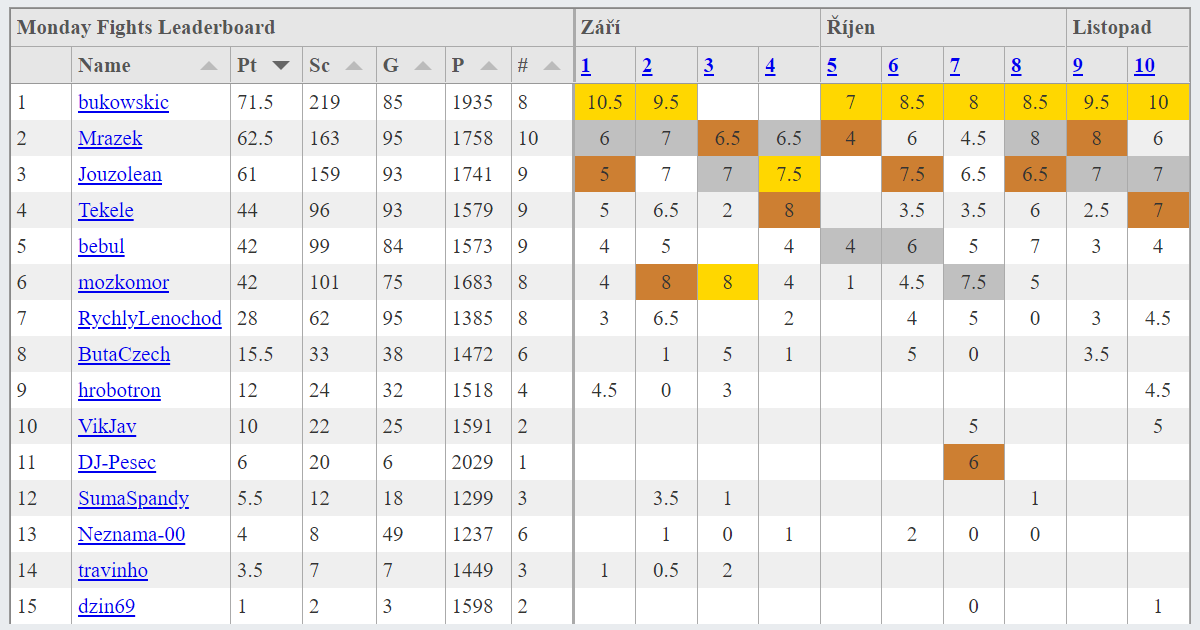 Monday Fights Leaderboard Září Říjen Listopad
Name Pt Sc G P # 1 2 3 4 5 6 7 8 9 10
1 bukowskic 71.5 219 85 1935 8 10.5 9.5 7 8.5 8 8.5 9.5 10
2 Mrazek 62.5 163 95 1758 10 6 7 6.5 6.5 4 6 4.5 8 8 6
3 Jouzolean 61 159 93 1741 9 5 7 7 7.5 7.5 6.5 6.5 7 7
4 Tekele 44 96 93 1579 9 5 6.5 2 8 3.5 3.5 6 2.5 7
5 bebul 42 99 84 1573 9 4 5 4 4 6 5 7 3 4
6 mozkomor 42 101 75 1683 8 4 8 8 4 1 4.5 7.5 5
7 RychlyLenochod 28 62 95 1385 8 3 6.5 2 4 5 0 3 4.5
8 ButaCzech 15.5 33 38 1472 6 1 5 1 5 0 3.5
9 hrobotron 12 24 32 1518 4 4.5 0 3 4.5
10 VikJav 10 22 25 1591 2 5 5
11 DJ-Pesec 6 20 6 2029 1 6
12 SumaSpandy 5.5 12 18 1299 3 3.5 1 1
13 Neznama-00 4 8 49 1237 6 1 0 1 2 0 0
14 travinho 3.5 7 7 1449 3 1 0.5 2
15 dzin69 1 2 3 1598 2 0 1